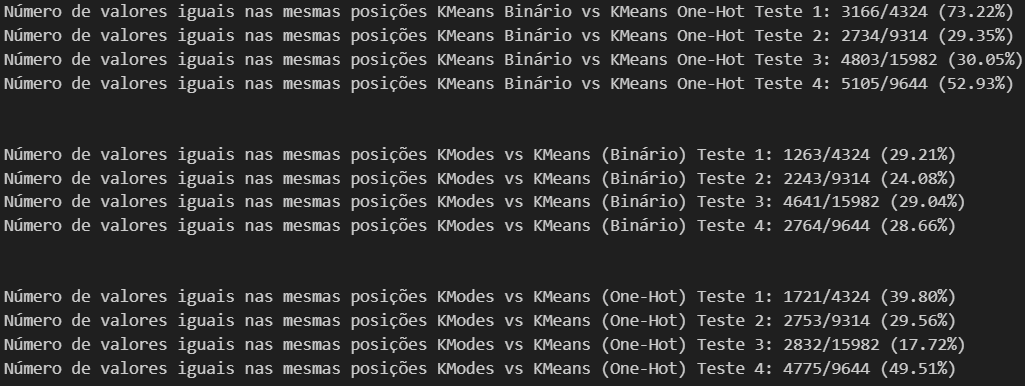 Número de valores iguais nas mesmas posições KMeans Binário vs KMeans One-Hot Teste 1: 3166/4324 (73.22%)
Número de valores iguais nas mesmas posições KMeans Binário vs KMeans One-Hot Teste 2: 2734/9314 (29.35%)
Número de valores iguais nas mesmas posições KMeans Binário vs KMeans One-Hot Teste 3: 4803/15982 (30.05%)
Número de valores iguais nas mesmas posições KMeans Binário vs KMeans One-Hot Teste 4: 5105/9644 (52.93%)
Número de valores iguais nas mesmas posições KModes vs KMeans (Binário) Teste 1: 1263/4324 (29.21%)
Número de valores iguais nas mesmas posições KModes vs KMeans (Binário) Teste 2: 2243/9314 (24.08%)
Número de valores iguais nas mesmas posições KModes vs KMeans (Binário) Teste 3: 4641/15982 (29.04%)
Número de valores iguais nas mesmas posições KModes vs KMeans (Binário) Teste 4: 2764/9644 (28.66%)
Número de valores iguais nas mesmas posições KModes vs KMeans (One-Hot) Teste 1: 1721/4324 (39.80%)
Número de valores iguais nas mesmas posições KModes vs KMeans (One-Hot) Teste 2: 2753/9314 (29.56%)
Número de valores iguais nas mesmas posições KModes vs KMeans (One-Hot) Teste 3: 2832/15982 (17.72%)
Número de valores iguais nas mesmas posições KModes vs KMeans (One-Hot) Teste 4: 4775/9644 (49.51%)